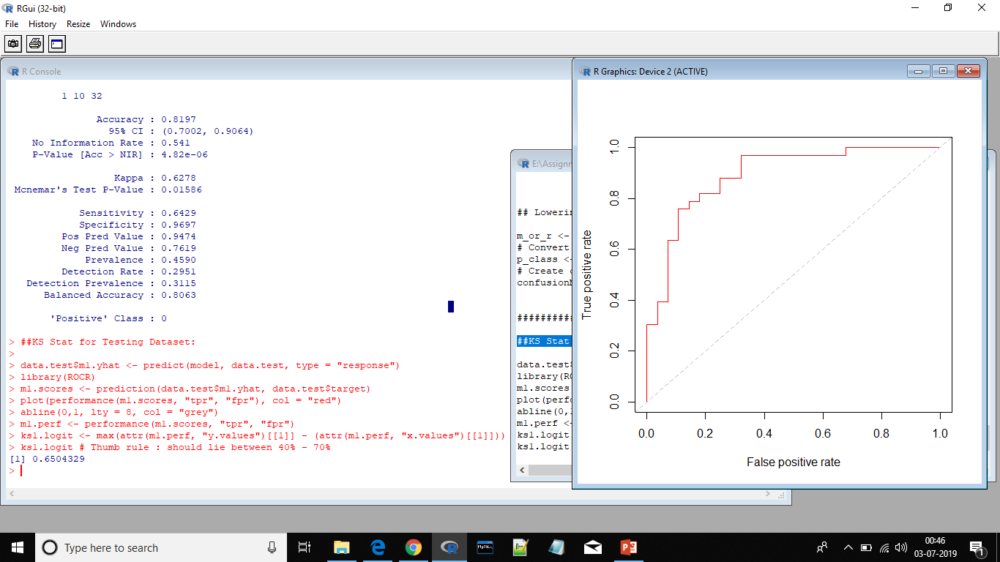 RGui (32-bit)
File History Resize Windows
R Console
1 10 32
Accuracy : 0.8197
95% CI : (0.7002, 0.9064)
No Information Rate : 0.541
P-Value [Acc > NIR] : 4.82e-06
Kappa : 0.6278
Mcnemar's Test P-Value : 0.01586
Sensitivity : 0.6429
Specificity : 0.9697
Pos Pred Value : 0.9474
Neg Pred Value : 0.7619
Prevalence : 0.4590
Detection Rate : 0.2951
Detection Prevalence : 0.3115
Balanced Accuracy : 0.8063
'Positive' Class : 0
> ##KS Stat for Testing Dataset:
>
> data.test$m1.yhat <- predict(model, data.test, type = "response")
> library(ROCR)
> m1.scores <- prediction(data.test$m1.yhat, data.test$target)
> plot(performance(m1.scores, "tpr", "fpr"), col = "red")
> abline(0,1, lty = 8, col = "grey")
> m1.perf <- performance(m1.scores, "tpr", "fpr")
> ks1.logit <- max(attr(m1.perf, "y.values")[[1]] - (attr(m1.perf, "x.values")[[1]]))
> ks1.logit # Thumb rule : should lie between 40% - 70%
[1] 0.6504329
>
E:\Assignm
## Lowerin
m_or_r <-
# Convert
p_class <-
# Create c
confusionM
##########
##KS Stat
data.test$
library(RO
m1.scores
plot(perfo
abline(0,1
m1.perf <-
ks1.logit
ks1.logit
R Graphics: Device 2 (ACTIVE)
True positive rate
1.0
0.8
0.6
0.4
0.2
0.0
0.0 0.2 0.4 0.6 0.8 1.0
False positive rate
Type here to search
MySQL
00:46
03-07-2019
1